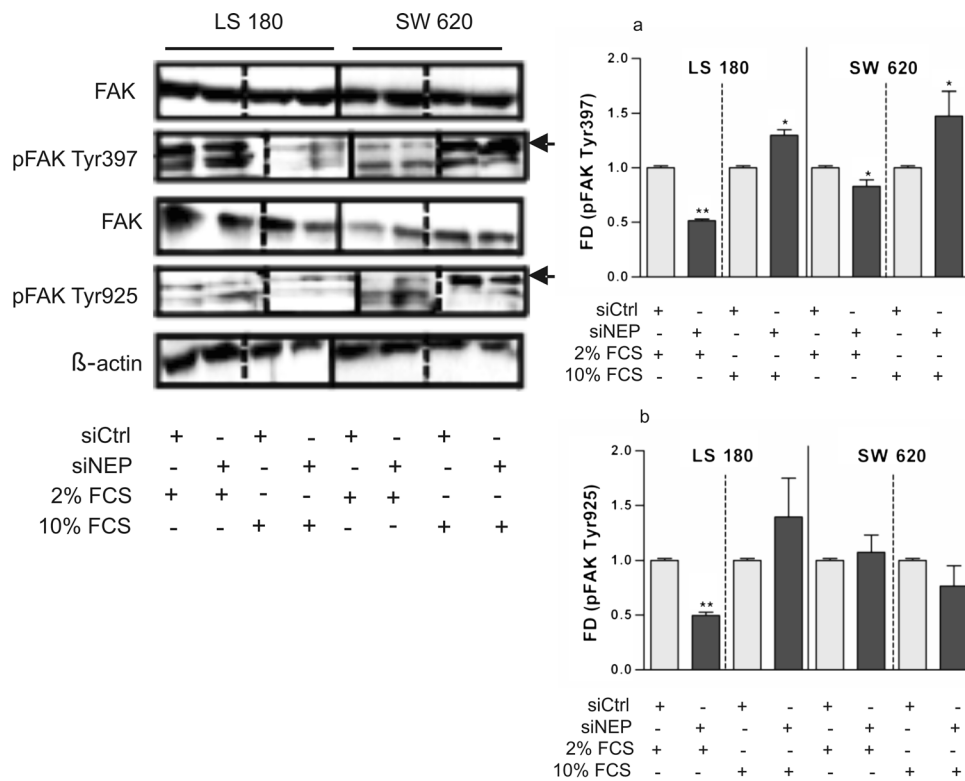 LS 180 SW 620
FAK
pFAK Tyr397
FAK
pFAK Tyr925
ß-actin
siCtrl + - + - + - + -
siNEP - + - + - + - +
2% FCS + + - - + + - -
10% FCS - - + + - - + +
a
LS 180 SW 620
FD (pFAK Tyr397)
2.0
1.5
1.0
0.5
0.0
** * * *
siCtrl + - + - + - + -
siNEP - + - + - + - +
2% FCS + + - - + + - -
10% FCS - - + + - - + +
b
LS 180 SW 620
FD (pFAK Tyr925)
2.0
1.5
1.0
0.5
0.0
**
siCtrl + - + - + - + -
siNEP - + - + - + - +
2% FCS + + - - + + - -
10% FCS - - + + - - + +